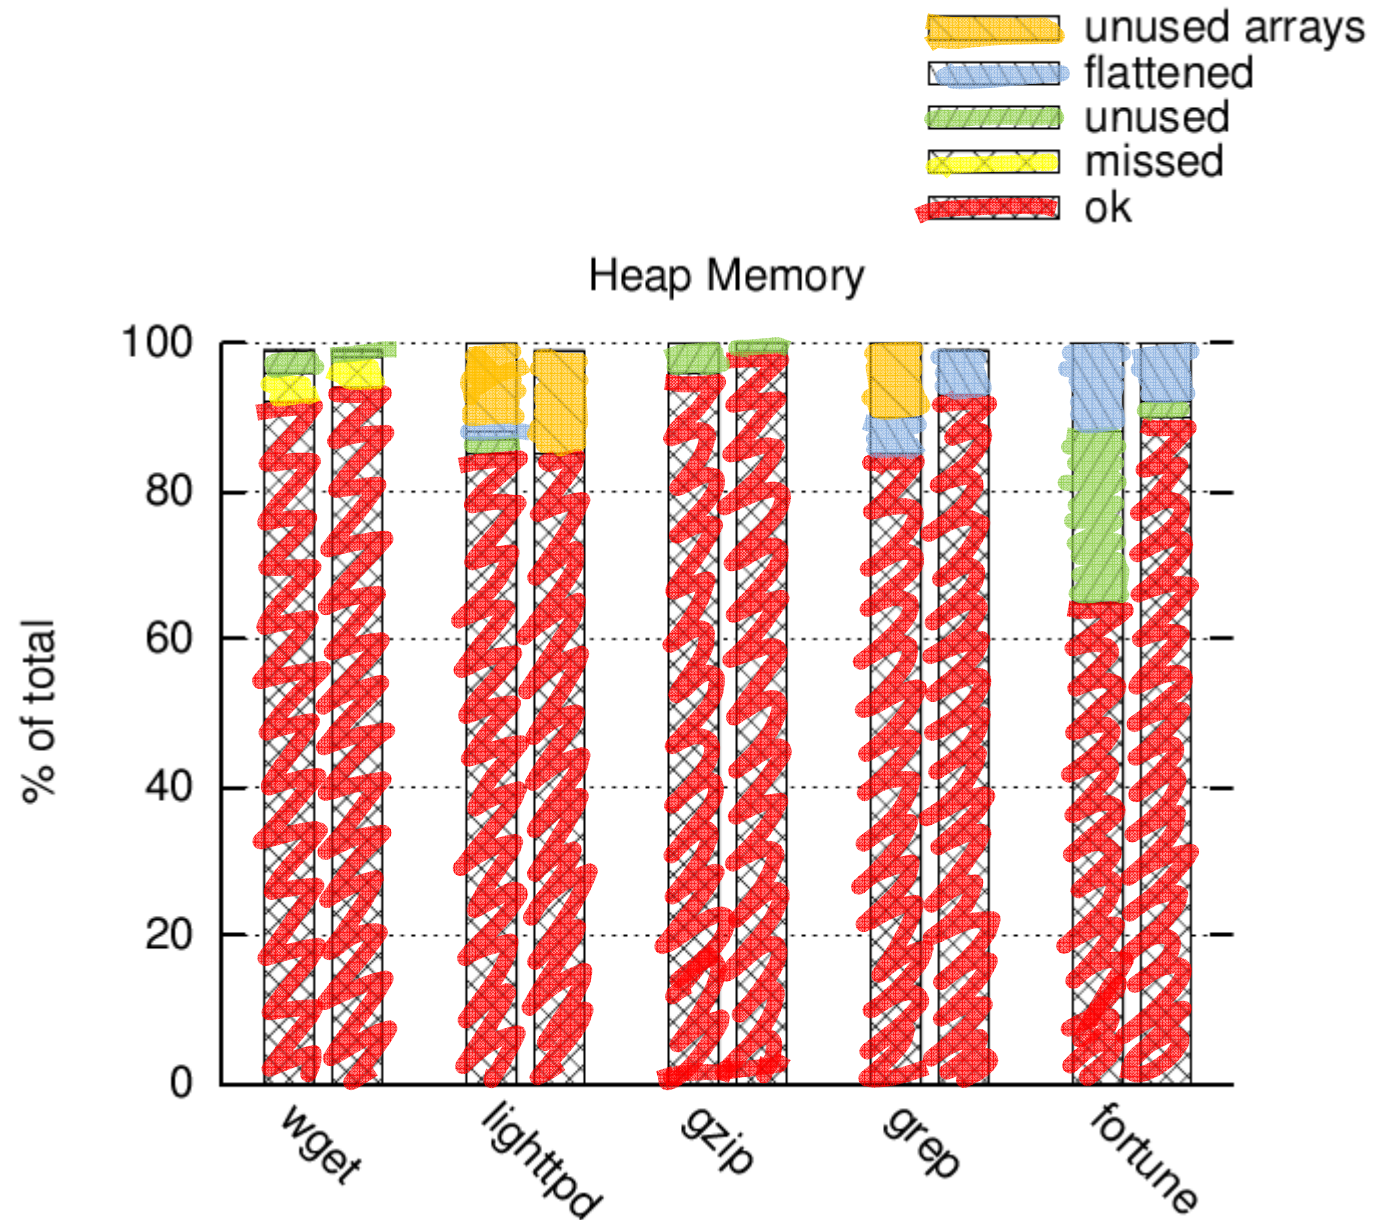 unused arrays
flattened
unused
missed
ok
Heap Memory
100
80
60
40
20
0
% of total
wget
lighttpd
gzip
grep
fortune